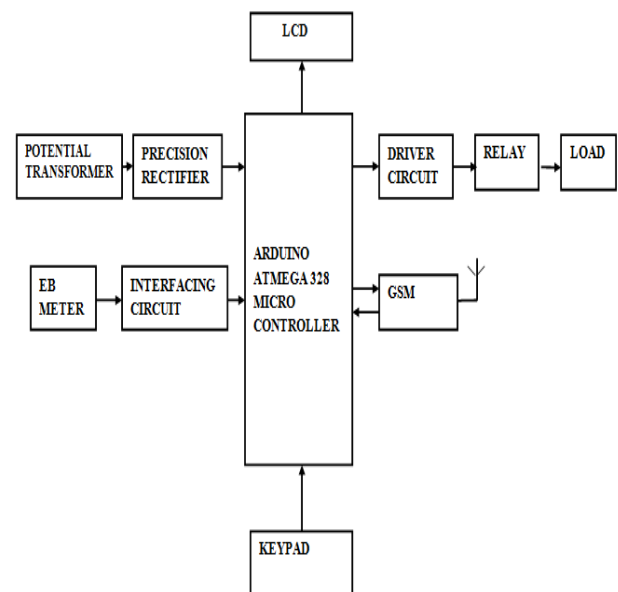 LCD
POTENTIAL
TRANSFORMER
PRECISION
RECTIFIER
DRIVER
CIRCUIT
RELAY
LOAD
ARDUINO
ATMEGA 328
MICRO
CONTROLLER
EB
METER
INTERFACING
CIRCUIT
GSM
KEYPAD